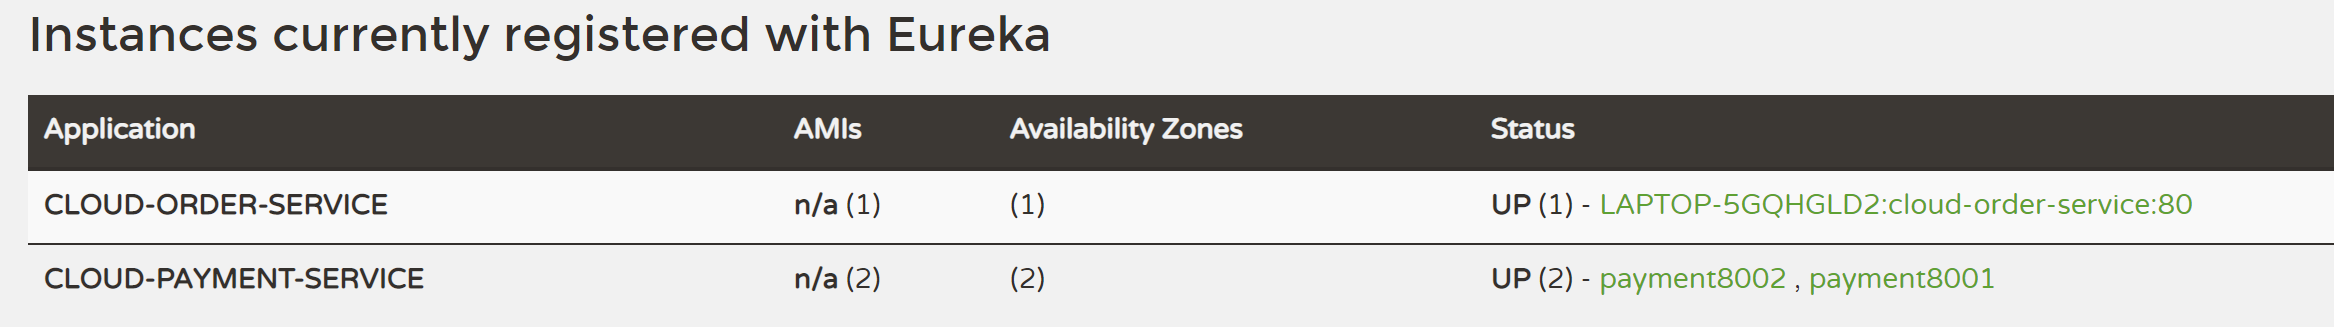 Instances currently registered with Eureka
Application AMIs Availability Zones Status
CLOUD-ORDER-SERVICE n/a (1) (1) UP (1) - LAPTOP-5GQHGLD2:cloud-order-service:80
CLOUD-PAYMENT-SERVICE n/a (2) (2) UP (2) - payment8002 , payment8001